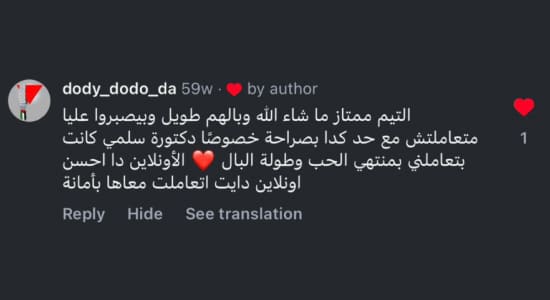 dody_dodo_da 59w · ❤️ by author
التيم ممتاز ما شاء الله وبالهم طويل وبيصبروا عليا
متعاملتش مع حد كدا بصراحة خصوصًا دكتورة سلمي كانت
بتعاملني بمنتهي الحب وطولة البال ❤️ الأونلاين دا احسن
اونلاين دايت اتعاملت معاها بأمانة
1
Reply Hide See translation